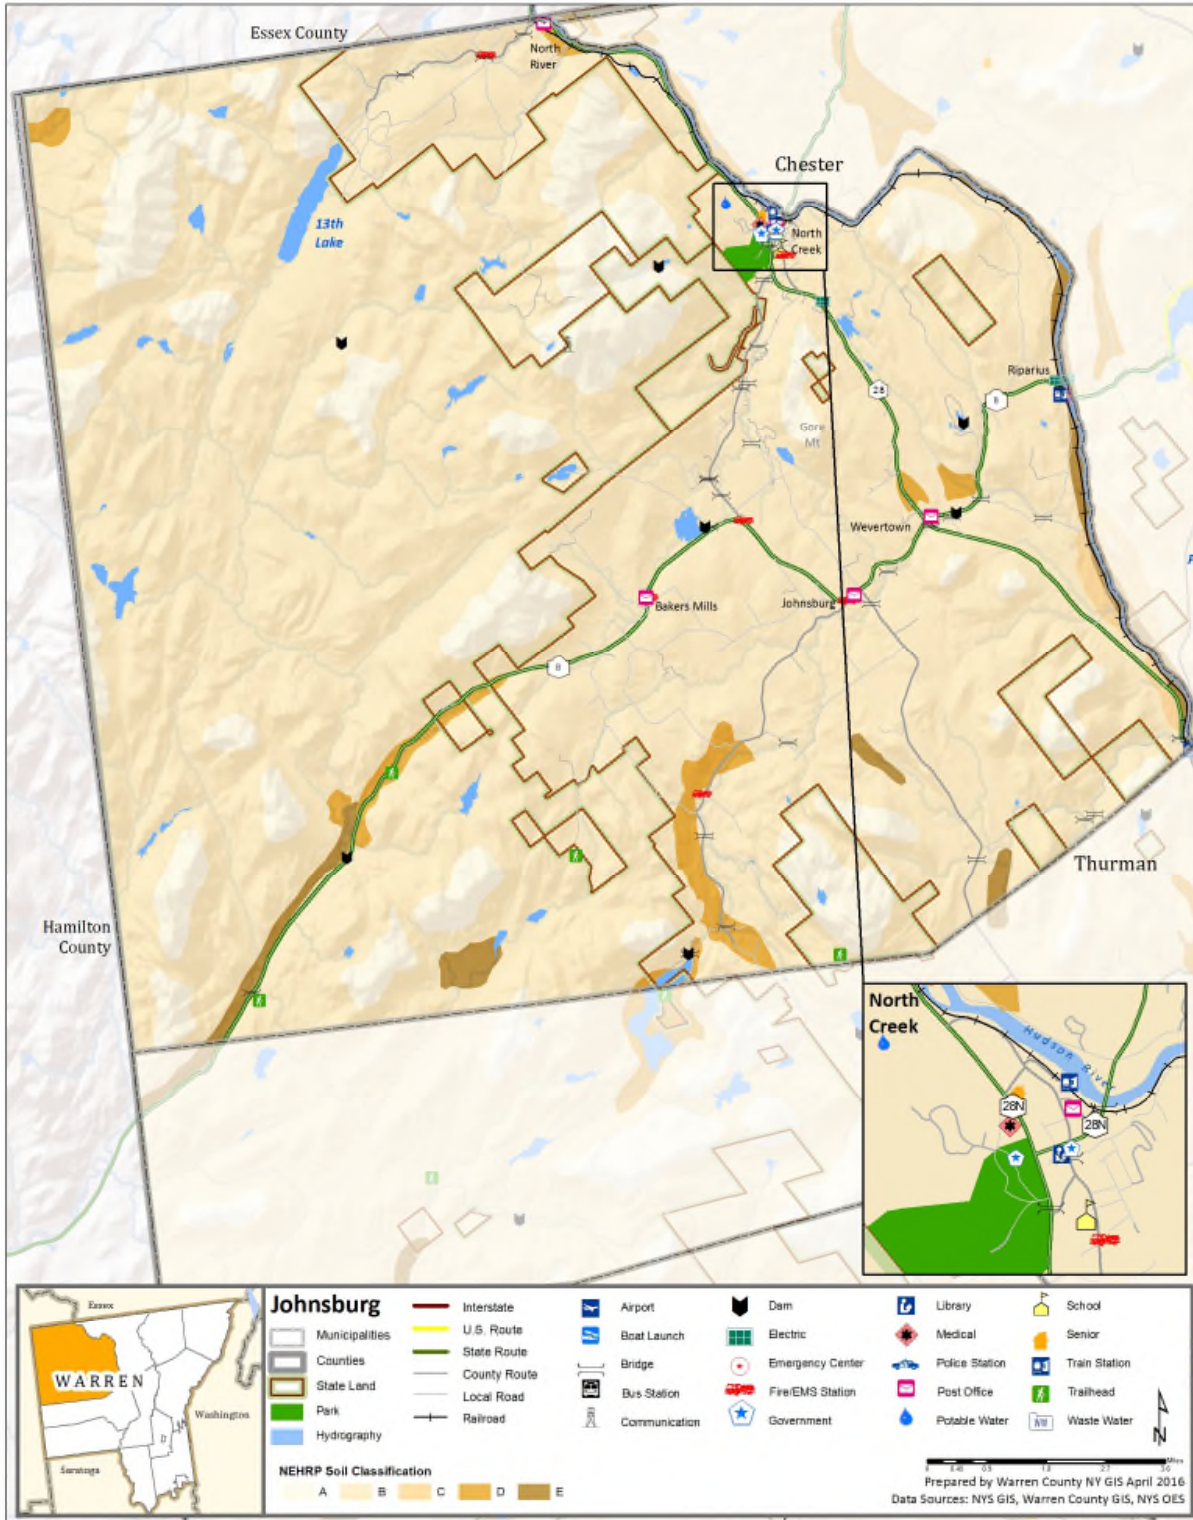 Essex County
North
River
Chester
13th
Lake
North
Creek
Riparius
28
8
Gore
Mt
Wevertown
Bakers Mills
Johnsburg
8
Thurman
Hamilton
County
North
Creek
Hudson River
28N
28N
Essex
WARREN
Washington
Saratoga
Johnsburg
Municipalities
Counties
State Land
Park
Hydrography
Interstate
U.S. Route
State Route
County Route
Local Road
Railroad
Airport
Boat Launch
Bridge
Bus Station
Communication
Dam
Electric
Emergency Center
Fire/EMS Station
Government
Library
Medical
Police Station
Post Office
Potable Water
School
Senior
Train Station
Trailhead
Waste Water
N
NEHRP Soil Classification
A B C D E
Miles
Prepared by Warren County NY GIS April 2016
Data Sources: NYS GIS, Warren County GIS, NYS OES